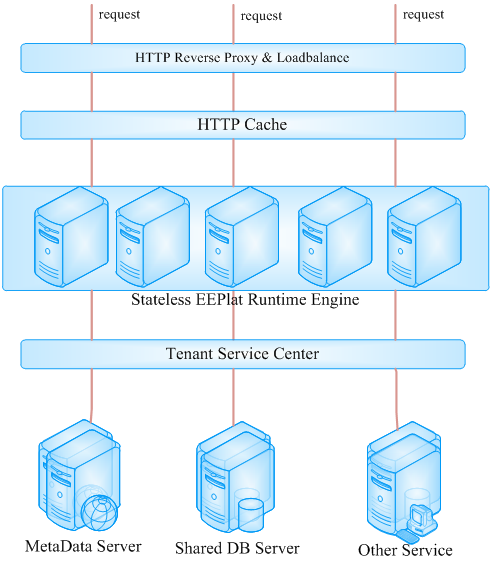 request request request
HTTP Reverse Proxy & Loadbalance
HTTP Cache
Stateless EEPlat Runtime Engine
Tenant Service Center
MetaData Server Shared DB Server Other Service